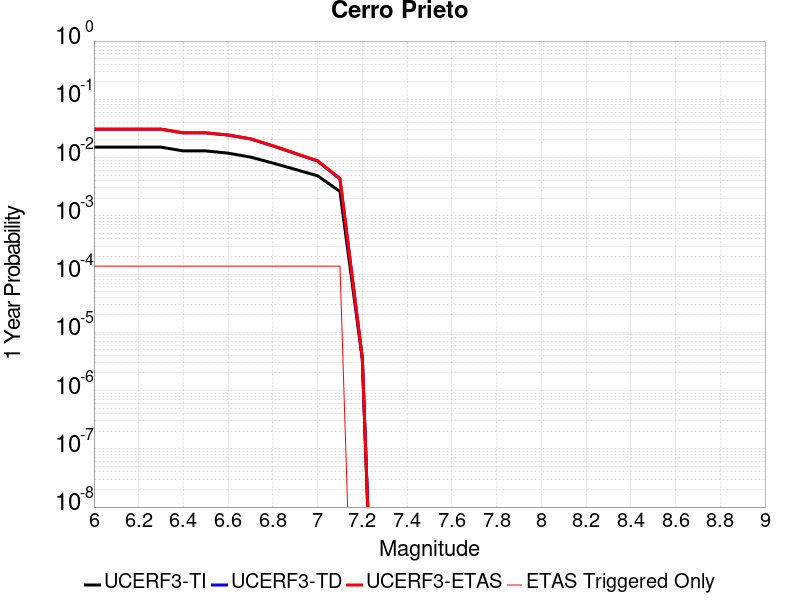 Cerro Prieto
10^0
10^-1
10^-2
10^-3
10^-4
10^-5
10^-6
10^-7
10^-8
1 Year Probability
6 6.2 6.4 6.6 6.8 7 7.2 7.4 7.6 7.8 8 8.2 8.4 8.6 8.8 9
Magnitude
UCERF3-TI UCERF3-TD UCERF3-ETAS ETAS Triggered Only